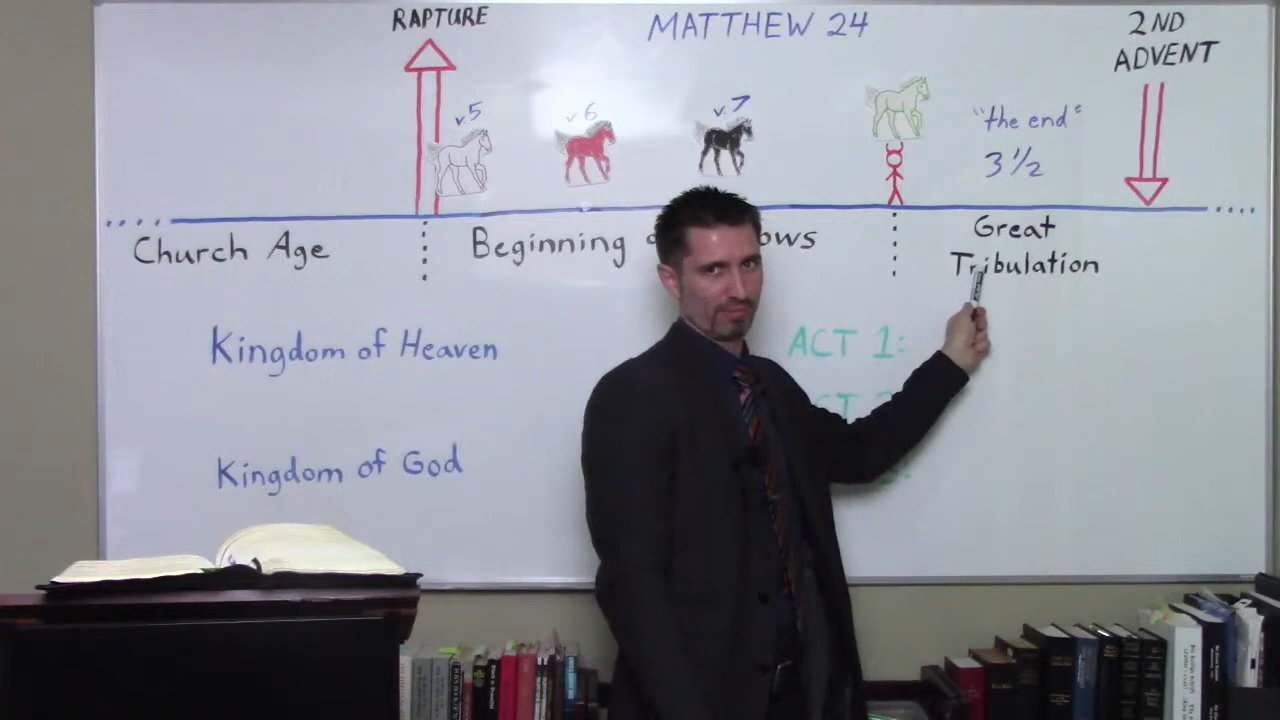 RAPTURE
MATTHEW 24
2ND
ADVENT
v.5
v 6
v.7
"the end"
3 1/2
Church Age
Beginning
Great
Tribulation
Kingdom of Heaven
ACT 1:
Kingdom of God